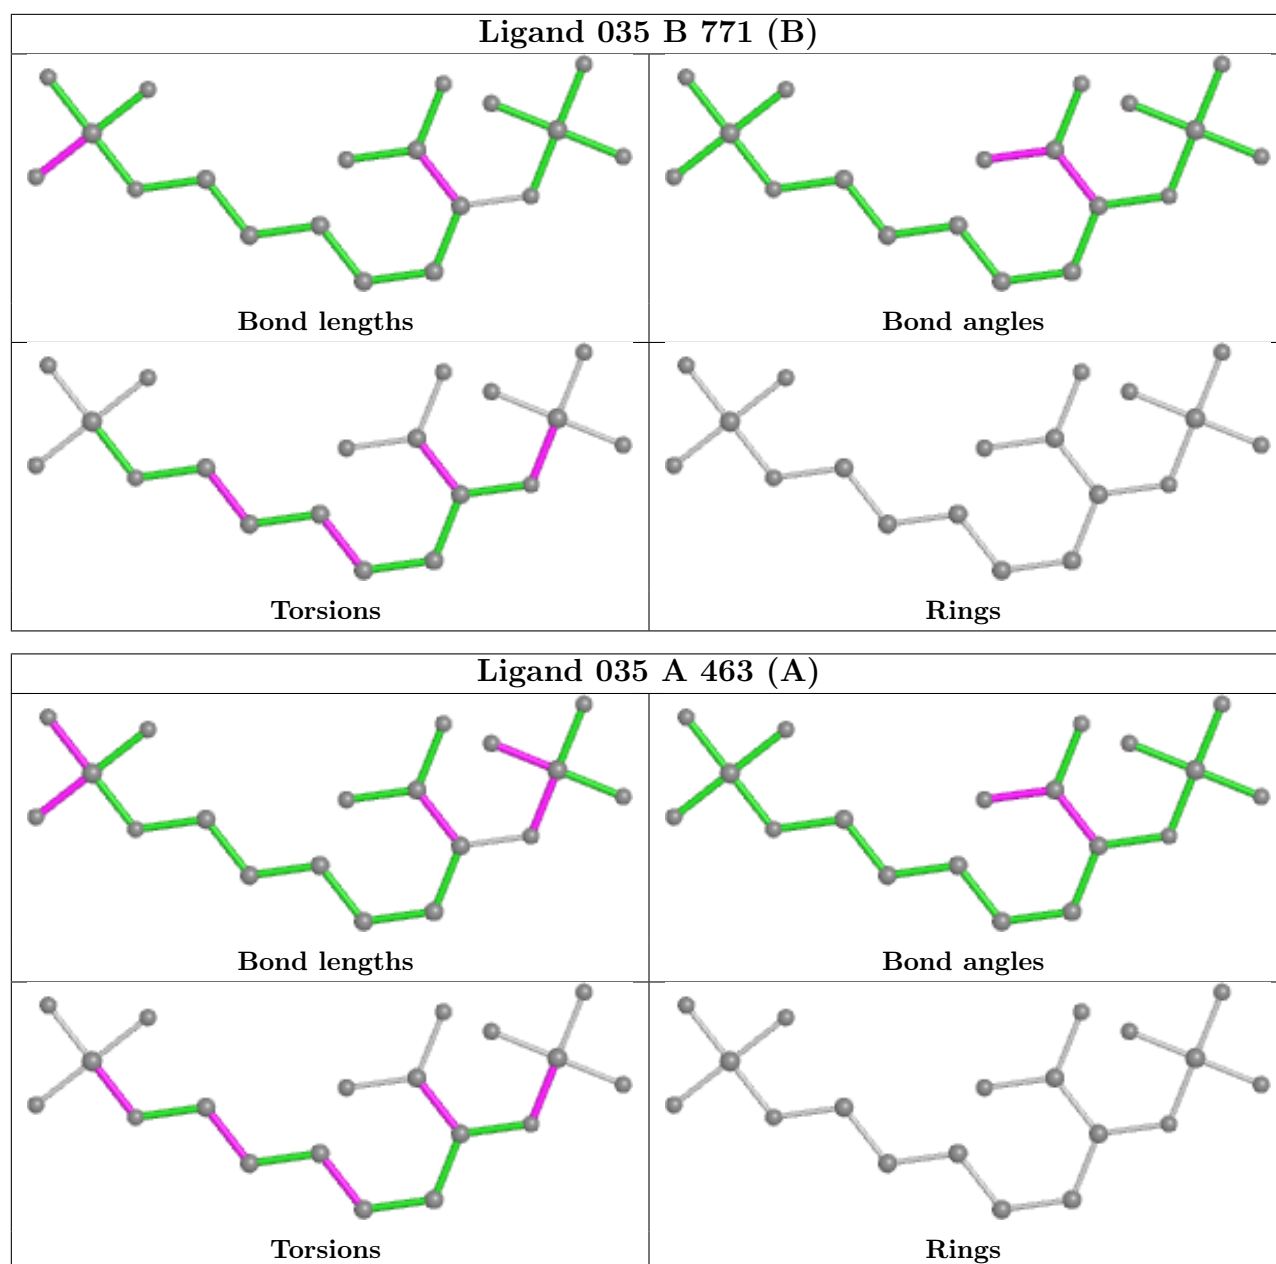 Ligand 035 B 771 (B)
Bond lengths
Bond angles
Torsions
Rings
Ligand 035 A 463 (A)
Bond lengths
Bond angles
Torsions
Rings